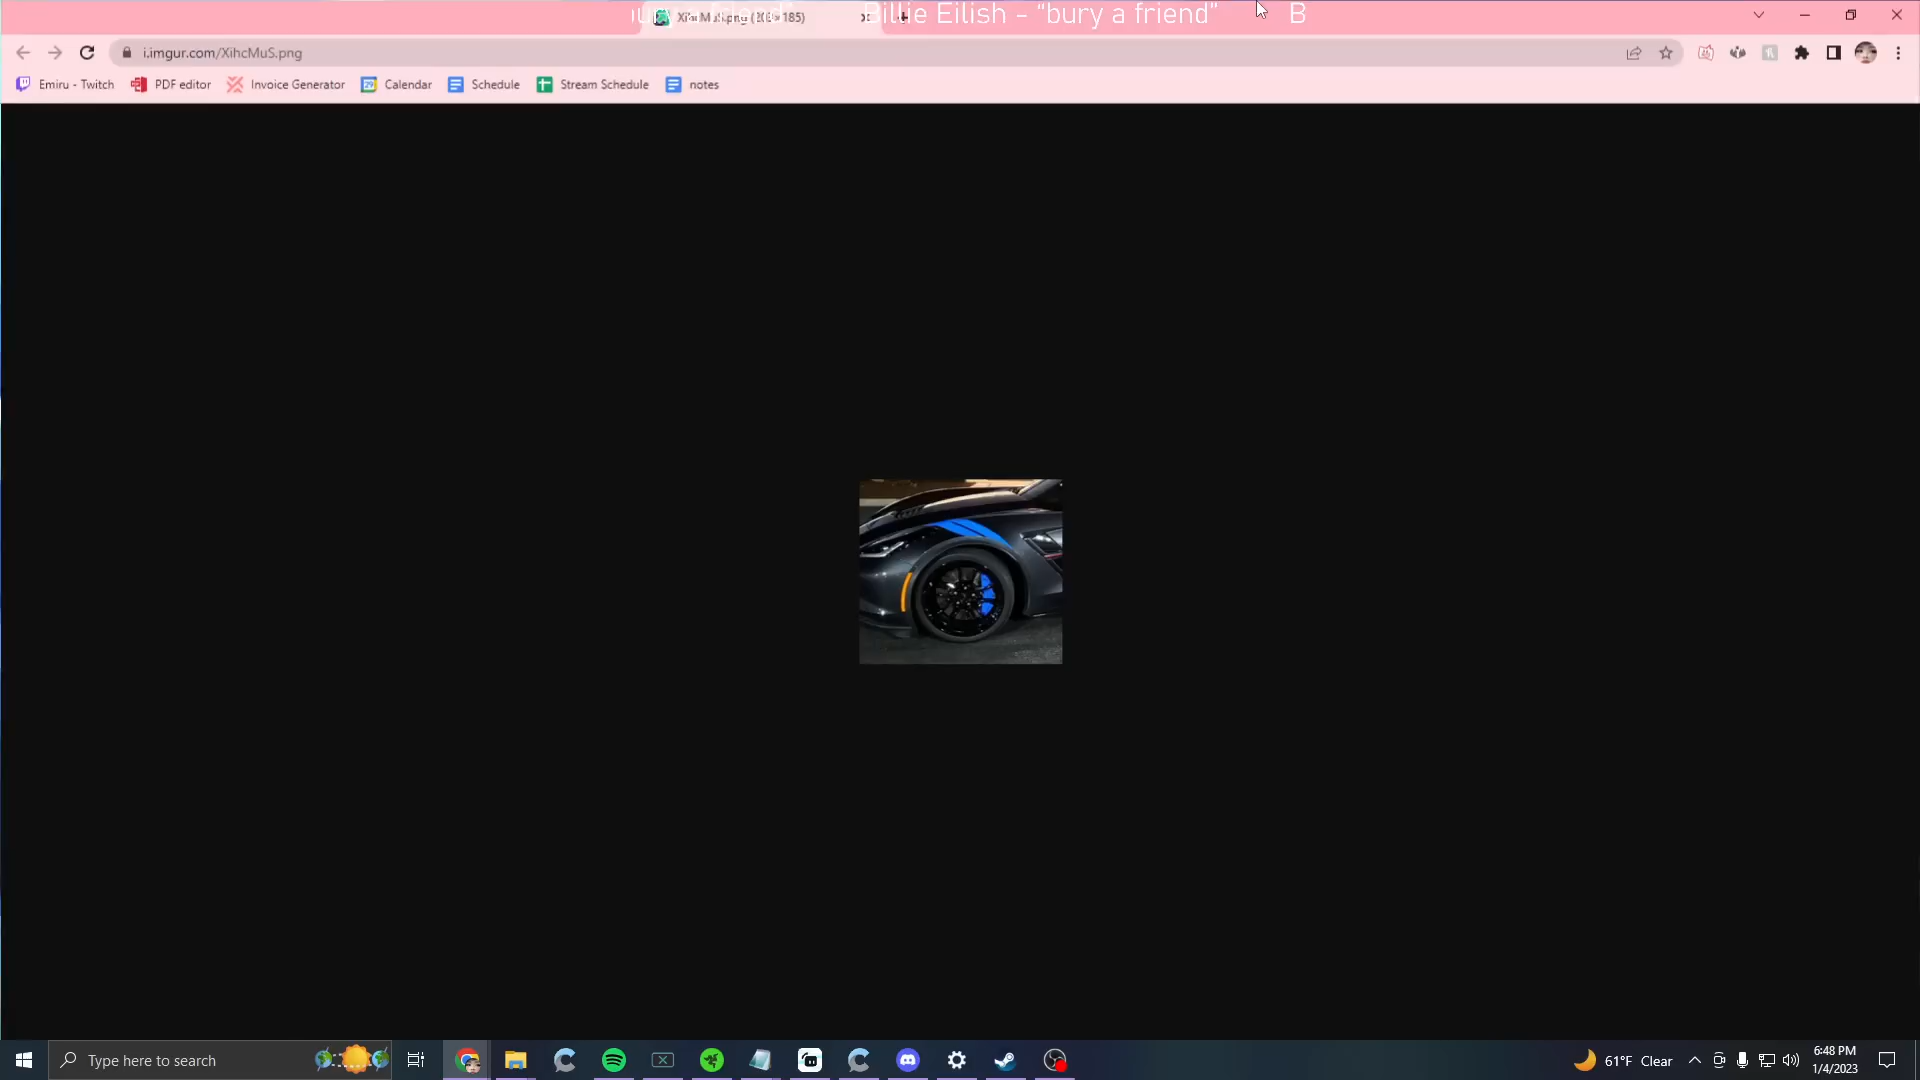 Billie Eilish – “bury a friend” B
i.imgur.com/XihcMuS.png
Emiru - Twitch PDF editor Invoice Generator Calendar Schedule Stream Schedule notes
Type here to search
61°F Clear
6:48 PM
1/4/2023